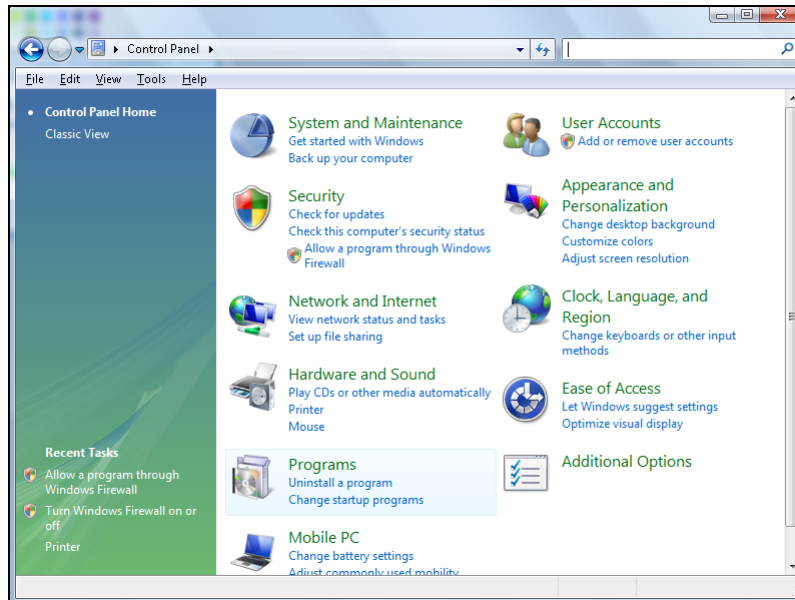 Control Panel
File Edit View Tools Help
Control Panel Home
Classic View
System and Maintenance
Get started with Windows
Back up your computer
Security
Check for updates
Check this computer's security status
Allow a program through Windows
Firewall
Network and Internet
View network status and tasks
Set up file sharing
Hardware and Sound
Play CDs or other media automatically
Printer
Mouse
Programs
Uninstall a program
Change startup programs
Mobile PC
Change battery settings
Adjust commonly used mobility
User Accounts
Add or remove user accounts
Appearance and
Personalization
Change desktop background
Customize colors
Adjust screen resolution
Clock, Language, and
Region
Change keyboards or other input
methods
Ease of Access
Let Windows suggest settings
Optimize visual display
Additional Options
Recent Tasks
Allow a program through
Windows Firewall
Turn Windows Firewall on or
off
Printer